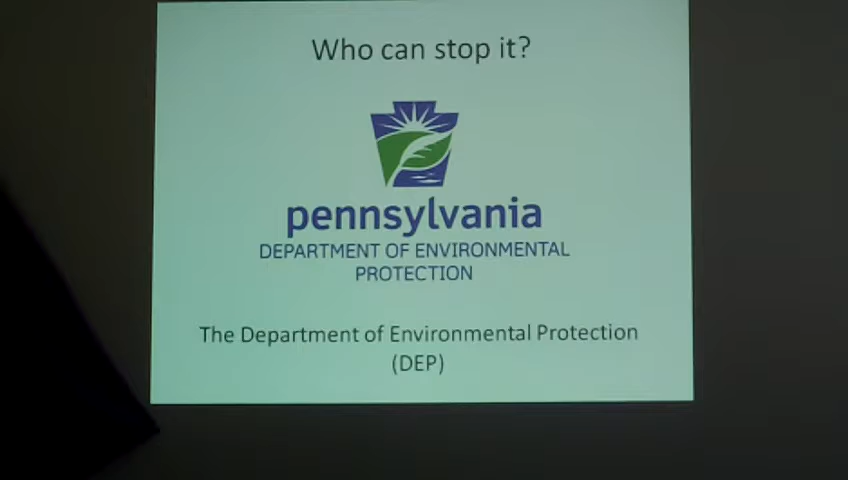 Who can stop it?
pennsylvania
DEPARTMENT OF ENVIRONMENTAL
PROTECTION
The Department of Environmental Protection
(DEP)